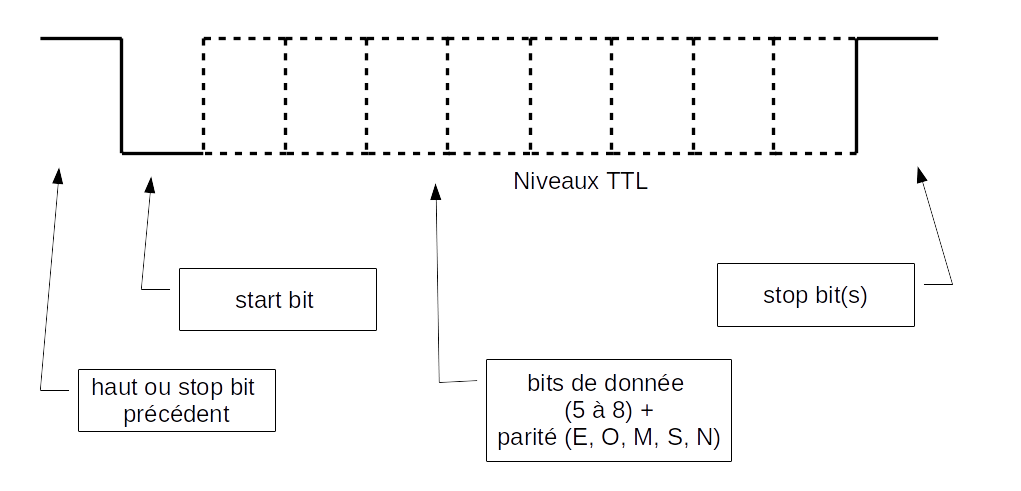 Niveaux TTL
start bit
stop bit(s)
haut ou stop bit
précédent
bits de donnée
(5 à 8) +
parité (E, O, M, S, N)